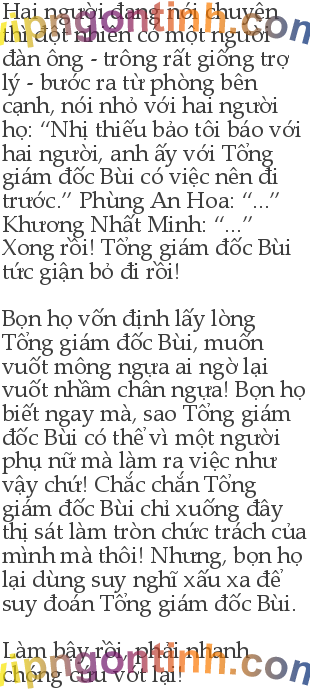 Hai người đang nói chuyện
thì đột nhiên có một người
đàn ông - trông rất giống trợ
lý - bước ra từ phòng bên
cạnh, nói nhỏ với hai người
họ: “Nhị thiếu bảo tôi báo với
hai người, anh ấy với Tổng
giám đốc Bùi có việc nên đi
trước.” Phùng An Hoa: “...”
Khương Nhất Minh: “...”
Xong rồi! Tổng giám đốc Bùi
tức giận bỏ đi rồi!
Bọn họ vốn định lấy lòng
Tổng giám đốc Bùi, muốn
vuốt mông ngựa ai ngờ lại
vuốt nhầm chân ngựa! Bọn họ
biết ngay mà, sao Tổng giám
đốc Bùi có thể vì một người
phụ nữ mà làm ra việc như
vậy chứ! Chắc chắn Tổng
giám đốc Bùi chỉ xuống đây
thị sát làm tròn chức trách của
mình mà thôi! Nhưng, bọn họ
lại dùng suy nghĩ xấu xa để
suy đoán Tổng giám đốc Bùi.
Làm bậy rồi, phải nhanh
chóng cứu vớt lại!
vipngontinh.com
vipngontinh.com